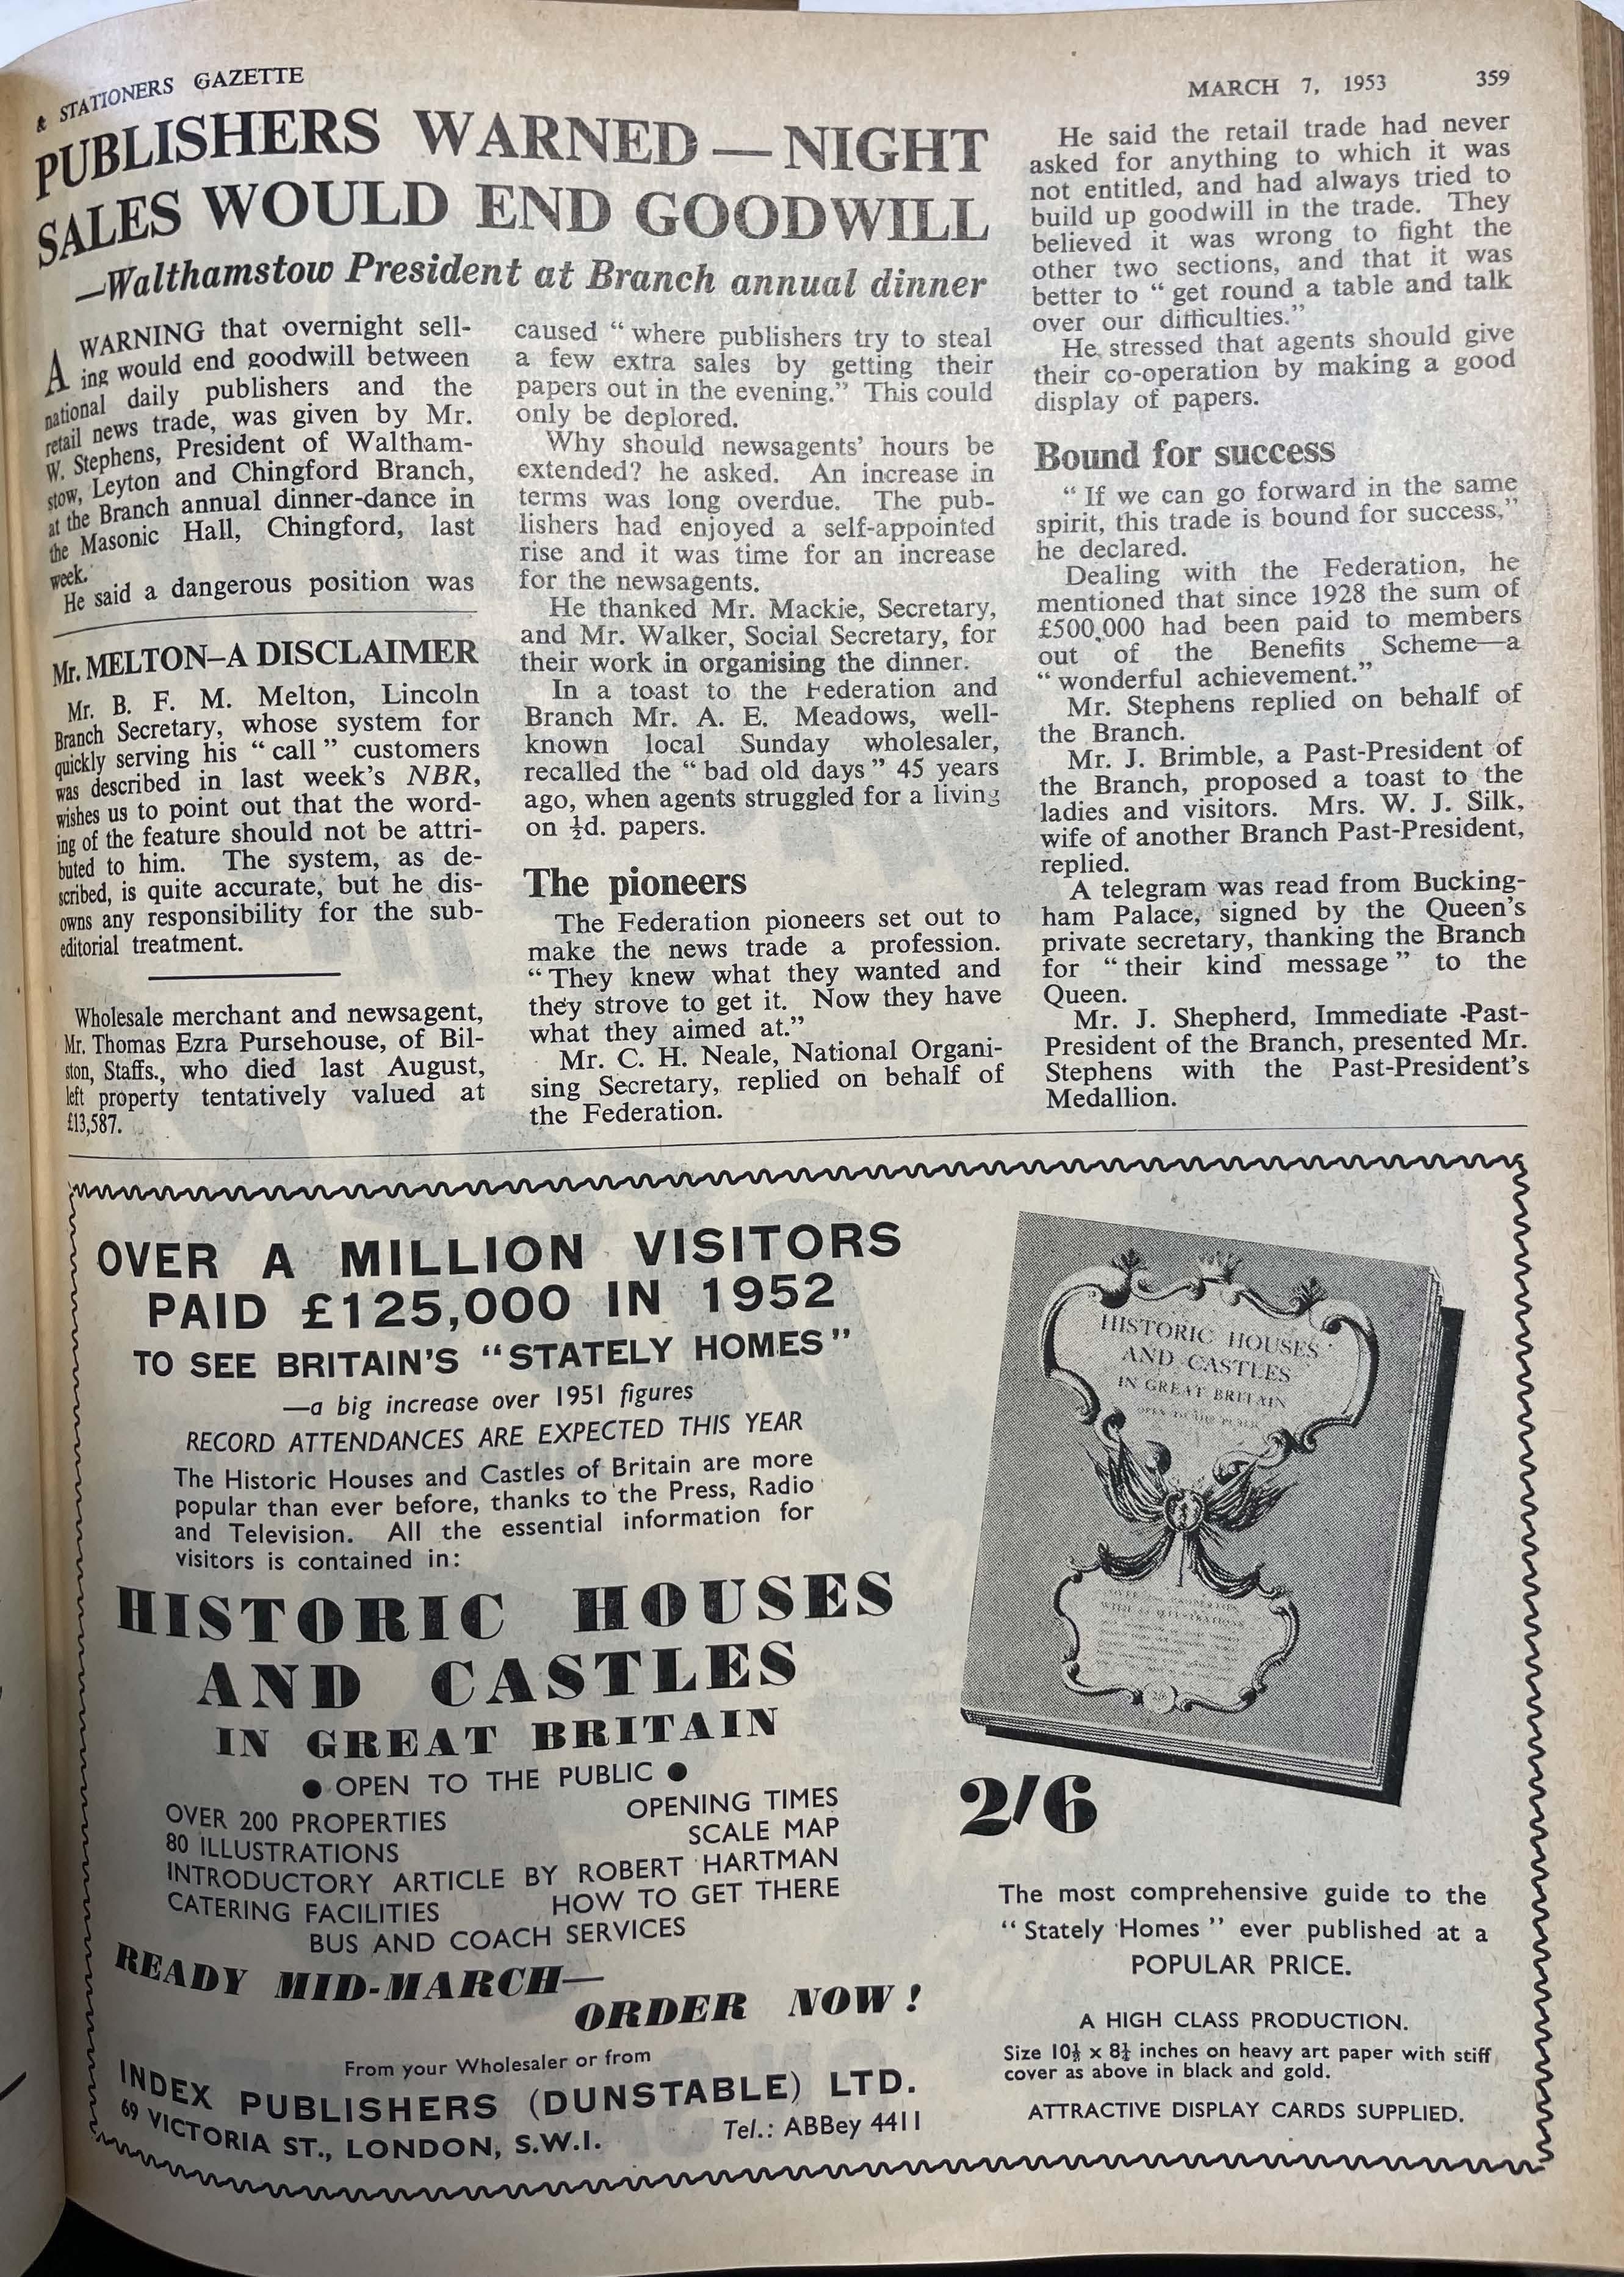 & STATIONERS GAZETTE
MARCH 7, 1953
359
PUBLISHERS WARNED — NIGHT
SALES WOULD END GOODWILL
—Walthamstow President at Branch annual dinner
A WARNING that overnight sell-
ing would end goodwill between
national daily publishers and the
retail news trade, was given by Mr.
W. Stephens, President of Waltham-
stow, Leyton and Chingford Branch,
at the Branch annual dinner-dance in
the Masonic Hall, Chingford, last
week.
He said a dangerous position was
caused “where publishers try to steal
a few extra sales by getting their
papers out in the evening.” This could
only be deplored.
Why should newsagents’ hours be
extended? he asked. An increase in
terms was long overdue. The pub-
lishers had enjoyed a self-appointed
rise and it was time for an increase
for the newsagents.
He thanked Mr. Mackie, Secretary,
and Mr. Walker, Social Secretary, for
their work in organising the dinner.
In a toast to the Federation and
Branch Mr. A. E. Meadows, well-
known local Sunday wholesaler,
recalled the “bad old days” 45 years
ago, when agents struggled for a living
on ½d. papers.
The pioneers
The Federation pioneers set out to
make the news trade a profession.
“They knew what they wanted and
they strove to get it. Now they have
what they aimed at.”
Mr. C. H. Neale, National Organi-
sing Secretary, replied on behalf of
the Federation.
He said the retail trade had never
asked for anything to which it was
not entitled, and had always tried to
build up goodwill in the trade. They
believed it was wrong to fight the
other two sections, and that it was
better to “get round a table and talk
over our difficulties.”
He stressed that agents should give
their co-operation by making a good
display of papers.
Bound for success
“If we can go forward in the same
spirit, this trade is bound for success,”
he declared.
Dealing with the Federation, he
mentioned that since 1928 the sum of
£500,000 had been paid to members
out of the Benefits Scheme—a
“wonderful achievement.”
Mr. Stephens replied on behalf of
the Branch.
Mr. J. Brimble, a Past-President of
the Branch, proposed a toast to the
ladies and visitors. Mrs. W. J. Silk,
wife of another Branch Past-President,
replied.
A telegram was read from Bucking-
ham Palace, signed by the Queen’s
private secretary, thanking the Branch
for “their kind message” to the
Queen.
Mr. J. Shepherd, Immediate Past-
President of the Branch, presented Mr.
Stephens with the Past-President’s
Medallion.
Mr. MELTON–A DISCLAIMER
Mr. B. F. M. Melton, Lincoln
Branch Secretary, whose system for
quickly serving his “call” customers
was described in last week’s NBR,
wishes us to point out that the word-
ing of the feature should not be attri-
buted to him. The system, as de-
scribed, is quite accurate, but he dis-
owns any responsibility for the sub-
editorial treatment.
Wholesale merchant and newsagent,
Mr. Thomas Ezra Pursehouse, of Bil-
ston, Staffs., who died last August,
left property tentatively valued at
£13,587.
OVER A MILLION VISITORS
PAID £125,000 IN 1952
TO SEE BRITAIN’S “STATELY HOMES”
—a big increase over 1951 figures
RECORD ATTENDANCES ARE EXPECTED THIS YEAR
The Historic Houses and Castles of Britain are more
popular than ever before, thanks to the Press, Radio
and Television. All the essential information for
visitors is contained in:
HISTORIC HOUSES
AND CASTLES
IN GREAT BRITAIN
● OPEN TO THE PUBLIC ●
OVER 200 PROPERTIES OPENING TIMES
80 ILLUSTRATIONS SCALE MAP
INTRODUCTORY ARTICLE BY ROBERT HARTMAN
CATERING FACILITIES HOW TO GET THERE
BUS AND COACH SERVICES
READY MID-MARCH—
ORDER NOW!
From your Wholesaler or from
INDEX PUBLISHERS (DUNSTABLE) LTD.
69 VICTORIA ST., LONDON, S.W.1.
Tel.: ABBey 4411
HISTORIC HOUSES
AND CASTLES
IN GREAT BRITAIN
OPEN TO THE PUBLIC
2/6
2/6
The most comprehensive guide to the
“Stately Homes” ever published at a
POPULAR PRICE.
A HIGH CLASS PRODUCTION.
Size 10½ x 8¼ inches on heavy art paper with stiff
cover as above in black and gold.
ATTRACTIVE DISPLAY CARDS SUPPLIED.